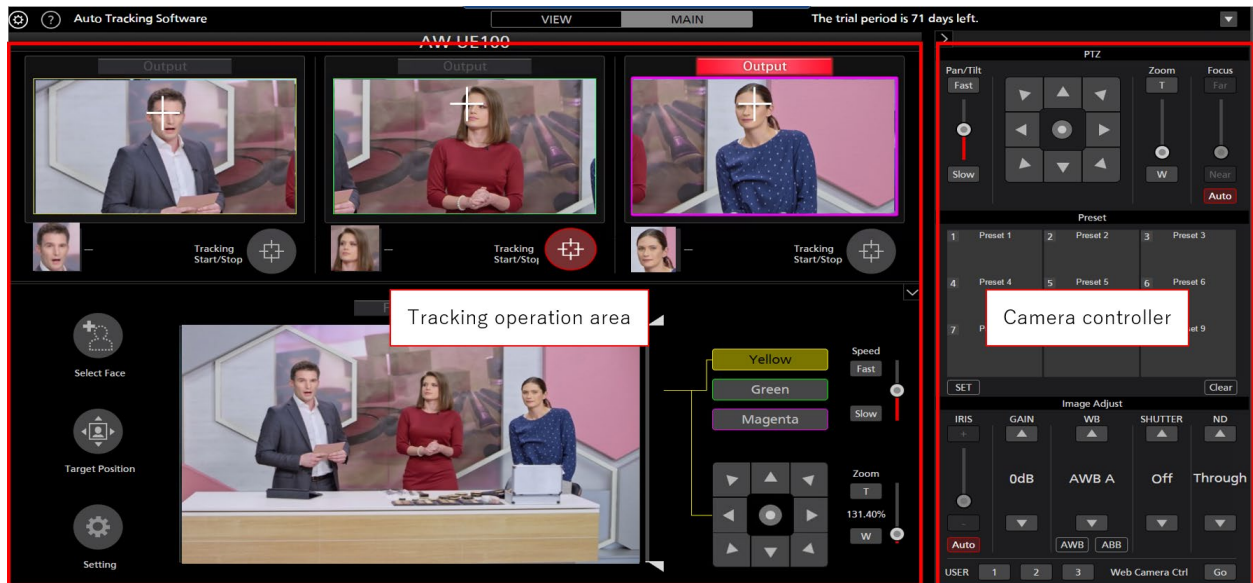 ? Auto Tracking Software
VIEW
MAIN
The trial period is 71 days left.
AW-UE100
Output
Output
Output
Tracking
Start/Stop
Tracking
Start/Stop
Tracking
Start/Stop
Tracking operation area
Select Face
Target Position
Setting
Yellow
Green
Magenta
Speed
Fast
Slow
Zoom
T
131.40%
W
>
PTZ
Pan/Tilt
Fast
Slow
Zoom
T
W
Focus
Far
Near
Auto
Preset
1 Preset 1
2 Preset 2
3 Preset 3
4 Preset 4
5 Preset 5
6 Preset 6
Camera controller
7
SET
Clear
Image Adjust
IRIS
GAIN
WB
SHUTTER
ND
+
0dB
AWB A
Off
Through
-
Auto
AWB
ABB
USER 1 2 3 Web Camera Ctrl Go